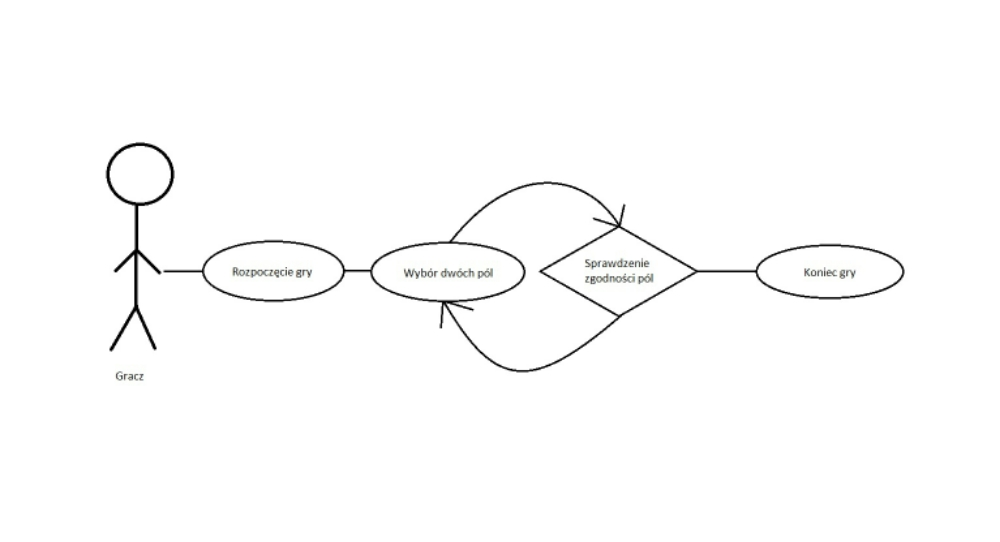 Rozpoczęcie gry
Wybór dwóch pól
Sprawdzenie
zgodności pól
Koniec gry
Gracz